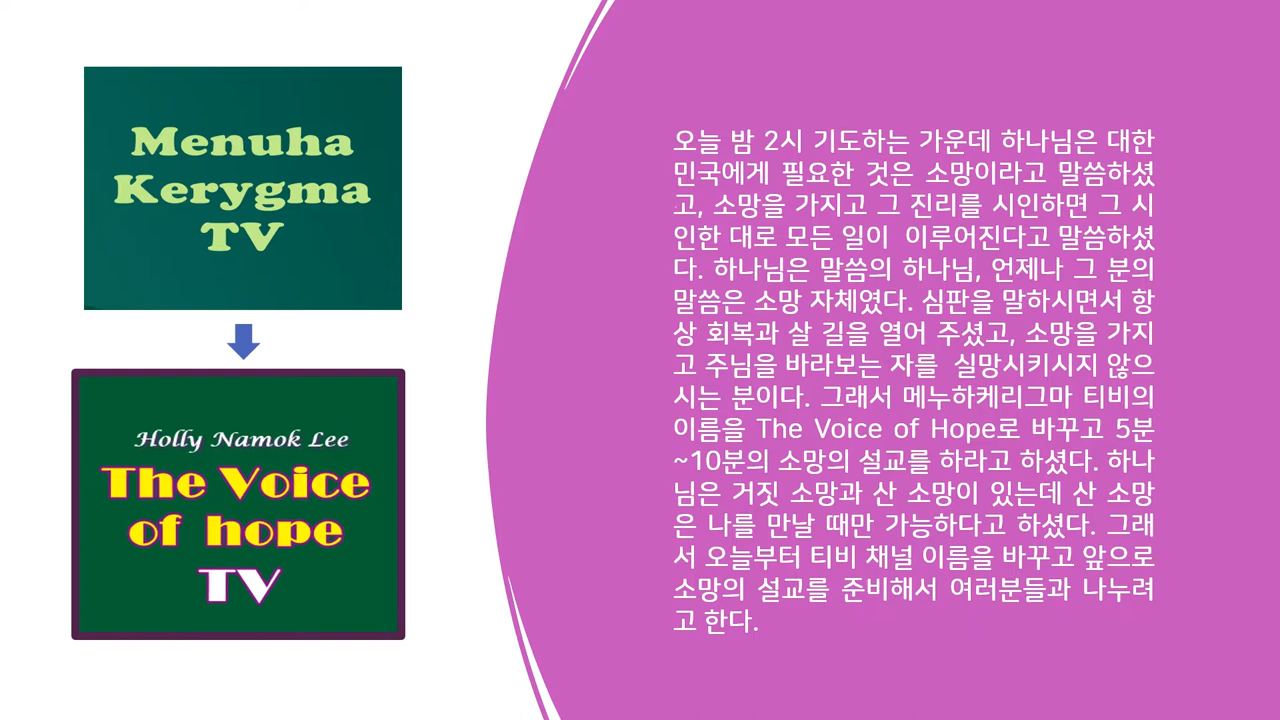 Menuha
Kerygma
TV
Holly Namok Lee
The Voice
of hope
TV
오늘 밤 2시 기도하는 가운데 하나님은 대한
민국에게 필요한 것은 소망이라고 말씀하셨
고, 소망을 가지고 그 진리를 시인하면 그 시
인한 대로 모든 일이 이루어진다고 말씀하셨
다. 하나님은 말씀의 하나님, 언제나 그 분의
말씀은 소망 자체였다. 심판을 말하시면서 항
상 회복과 살 길을 열어 주셨고, 소망을 가지
고 주님을 바라보는 자를 실망시키시지 않으
시는 분이다. 그래서 메누하케리그마 티비의
이름을 The Voice of Hope로 바꾸고 5분
~10분의 소망의 설교를 하라고 하셨다. 하나
님은 거짓 소망과 산 소망이 있는데 산 소망
은 나를 만날 때만 가능하다고 하셨다. 그래
서 오늘부터 티비 채널 이름을 바꾸고 앞으로
소망의 설교를 준비해서 여러분들과 나누려
고 한다.